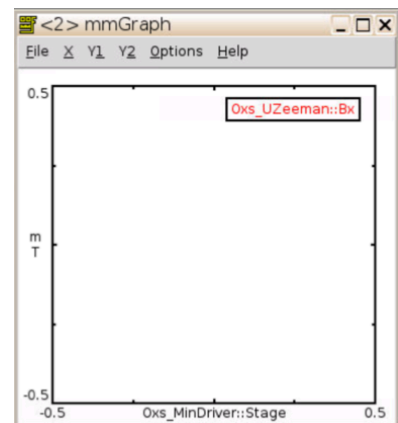 <2> mmGraph
File X Y1 Y2 Options Help
0.5
Oxs_UZeeman::Bx
m
T
-0.5
-0.5 Oxs_MinDriver::Stage 0.5